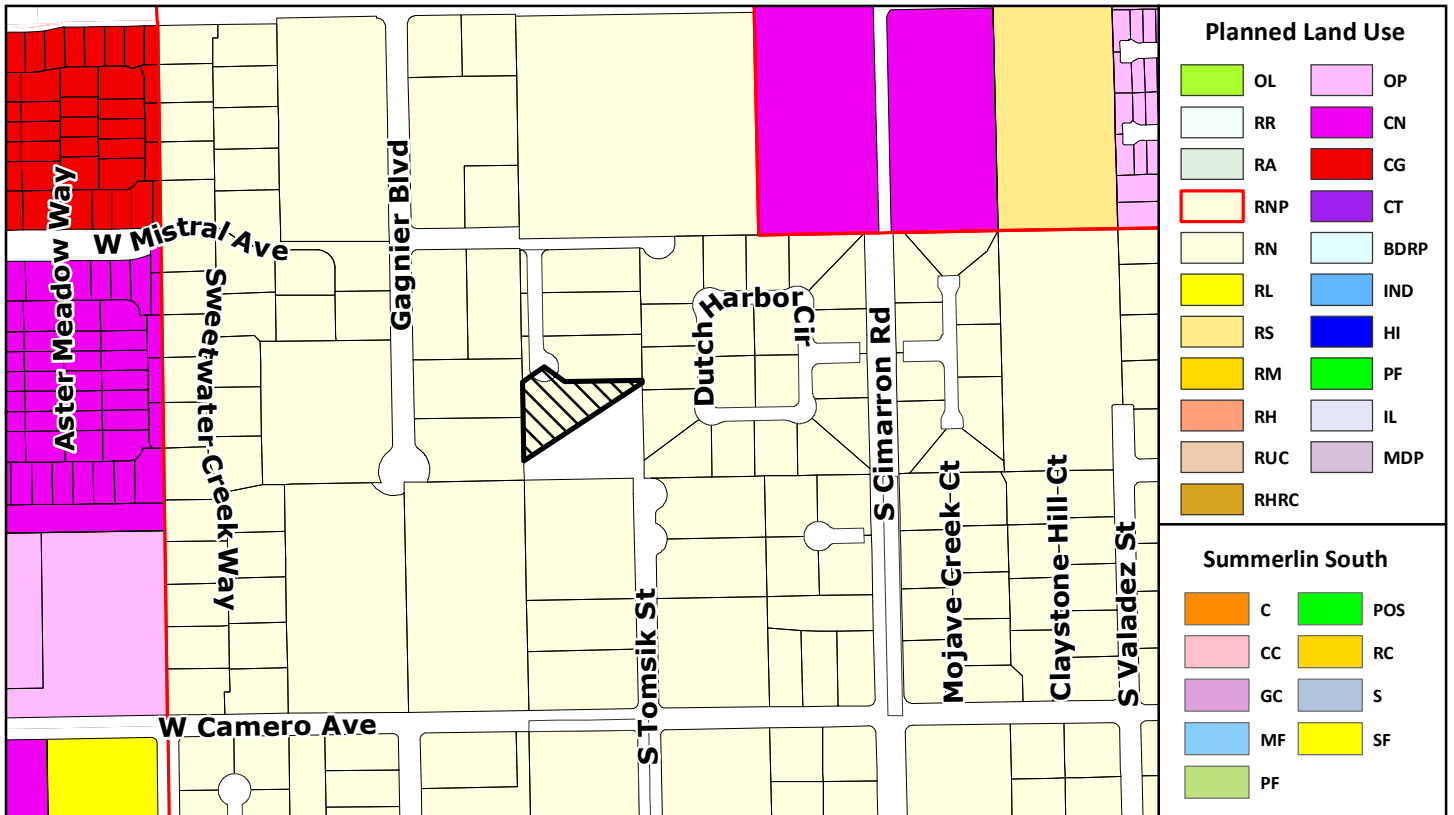 Aster Meadow Way
W Mistral Ave
Sweetwater Creek Way
Gagnier Blvd
Dutch Harbor Cir
S Cimarron Rd
Mojave Creek Ct
Claystone Hill Ct
S Valadez St
S Tomsik St
W Camero Ave
Planned Land Use
OL OP
RR CN
RA CG
RNP CT
RN BDRP
RL IND
RS HI
RM PF
RH IL
RUC MDP
RHRC
Summerlin South
C POS
CC RC
GC S
MF SF
PF